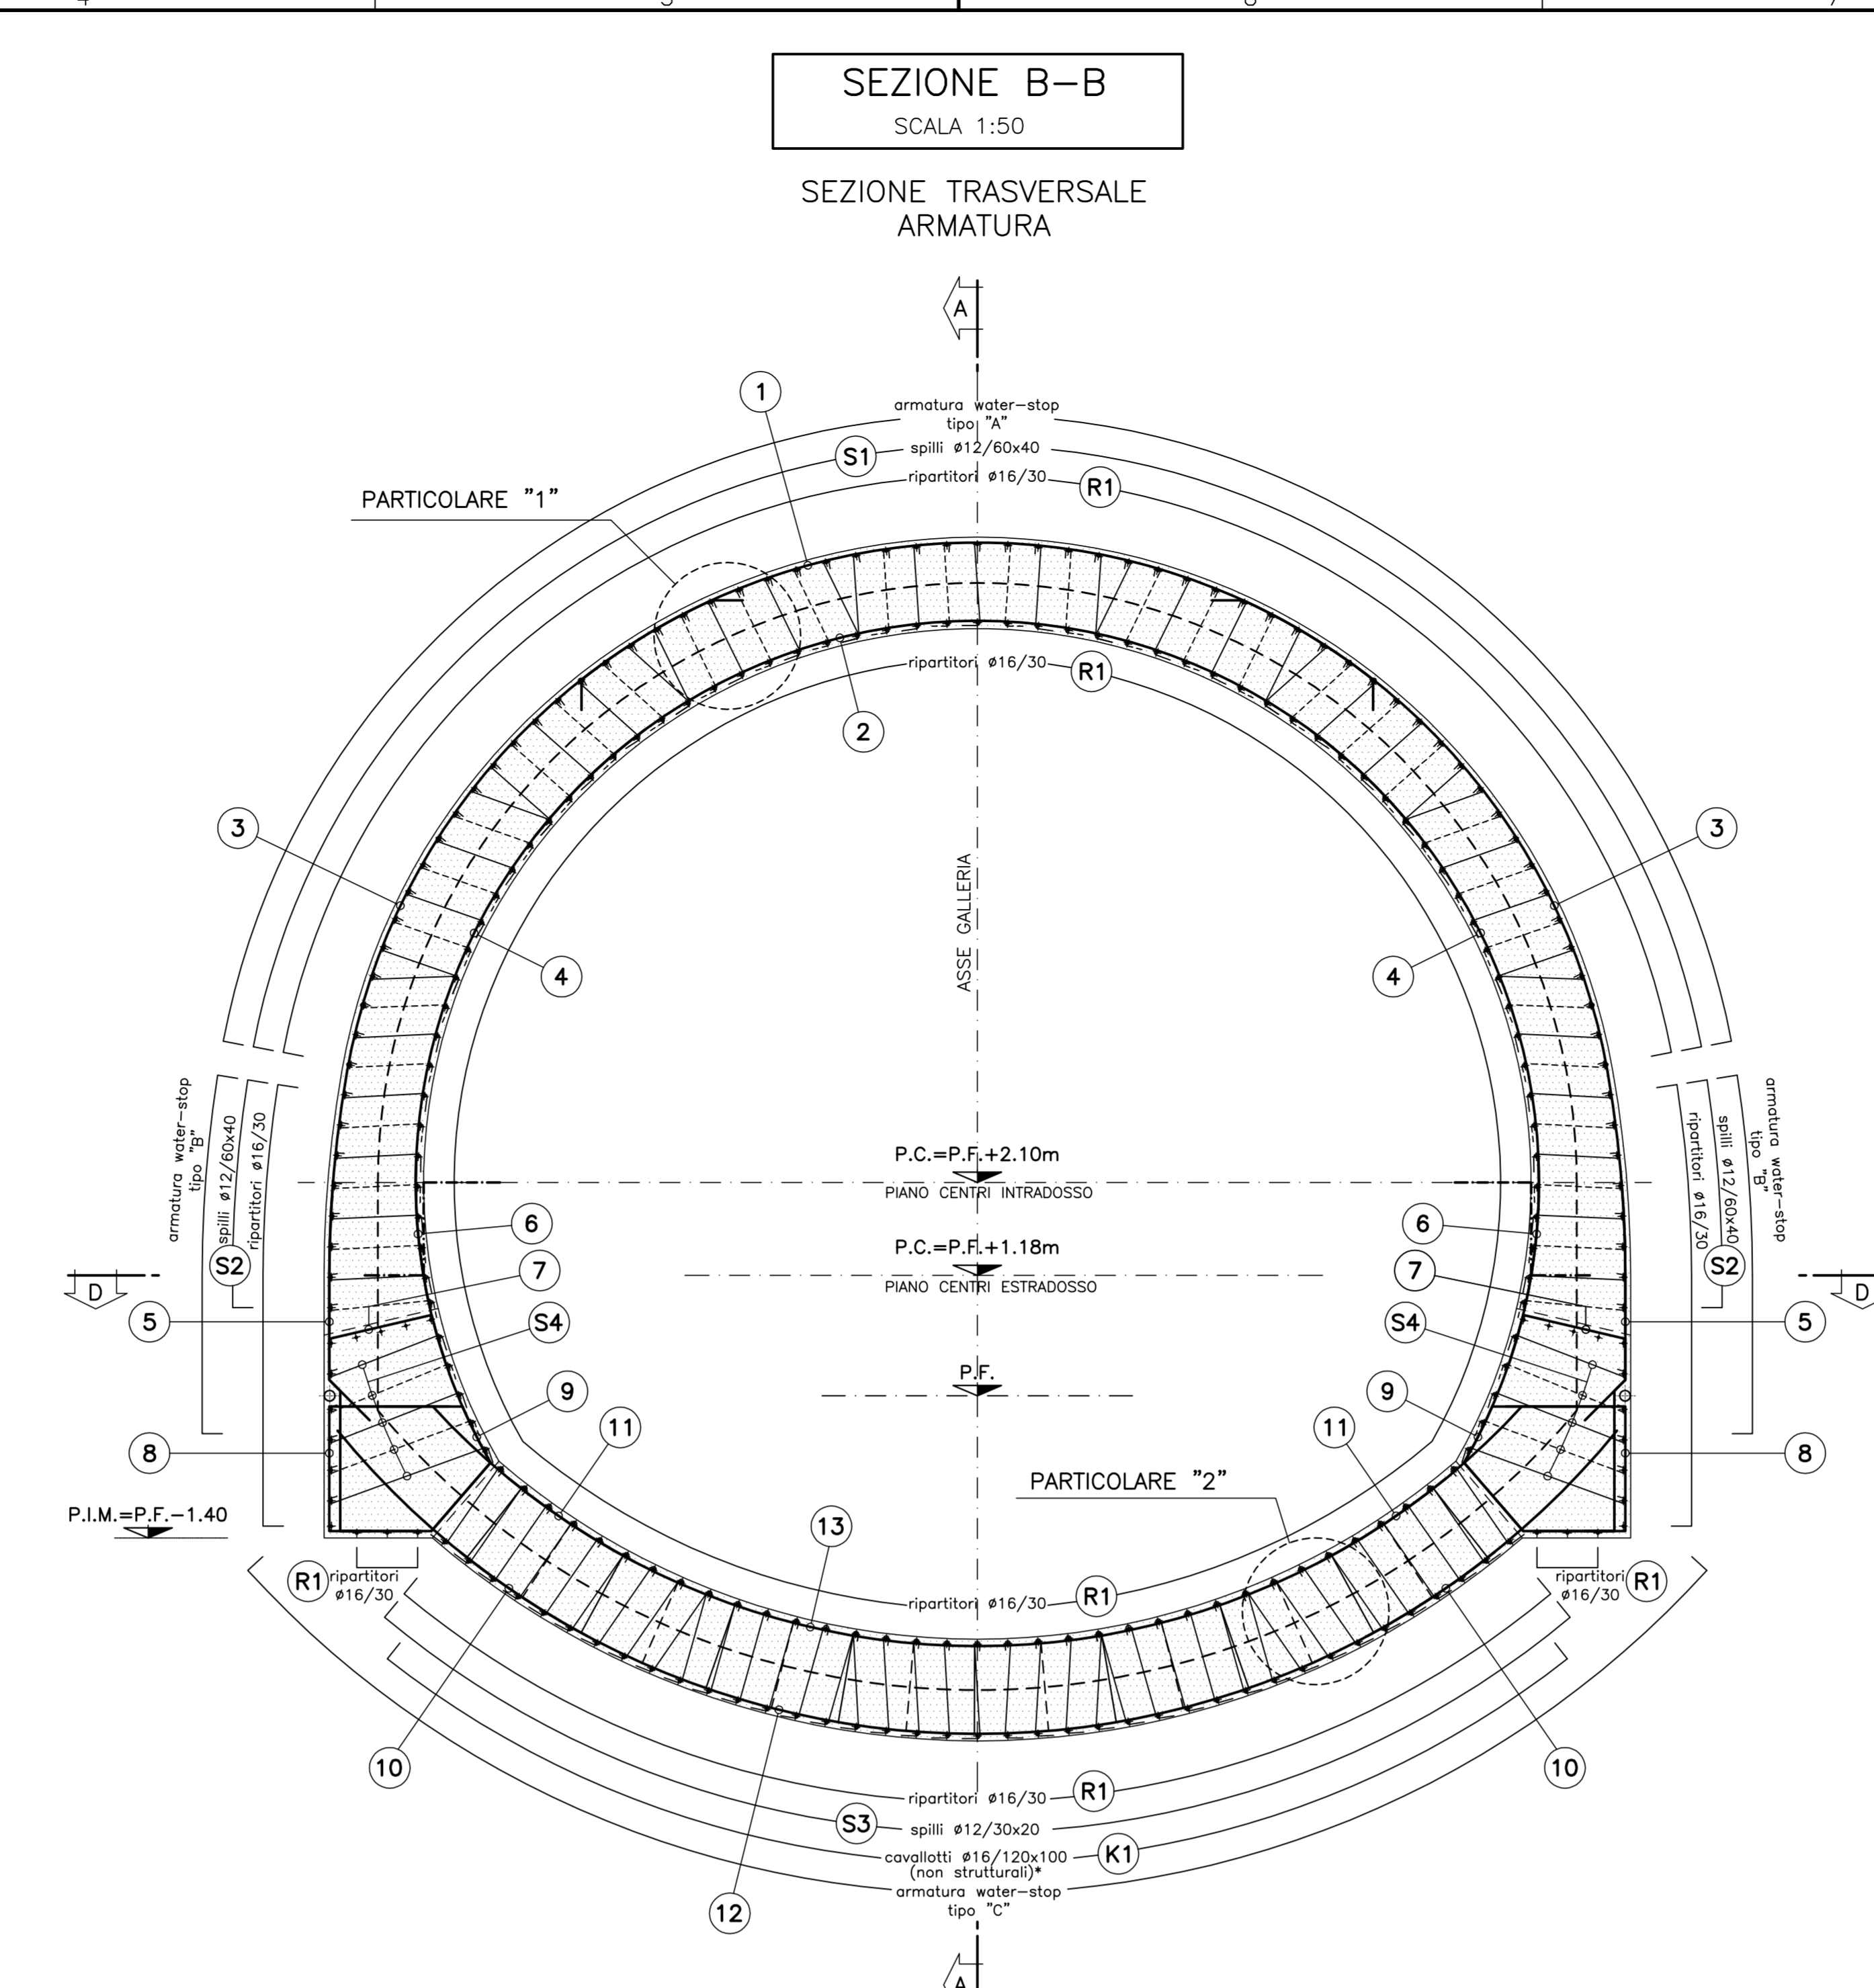 SEZIONE B-B
SCALA 1:50
SEZIONE TRASVERSALE
ARMATURA
A
1
armatura water-stop
tipo "A"
S1
spilli ø12/60x40
ripartitori ø16/30
R1
PARTICOLARE "1"
ripartitori ø16/30
R1
2
3
3
ASSE GALLERIA
4
4
armatura water-stop
tipo "B"
spilli ø12/60x40
ripartitori ø16/30
ripartitori ø16/30
spilli ø12/60x40
armatura water-stop
tipo "B"
P.C.=P.F.+2.10m
PIANO CENTRI INTRADOSSO
6
6
P.C.=P.F.+1.18m
PIANO CENTRI ESTRADOSSO
S2
7
7
S2
D
D
5
S4
S4
5
P.F.
9
9
11
11
8
8
PARTICOLARE "2"
P.I.M.=P.F.-1.40
13
R1
ripartitori
ø16/30
ripartitori ø16/30
R1
ripartitori
ø16/30
R1
10
10
ripartitori ø16/30
R1
S3
spilli ø12/30x20
cavallotti ø16/120x100
(non strutturali)*
K1
armatura water-stop
tipo "C"
12
A